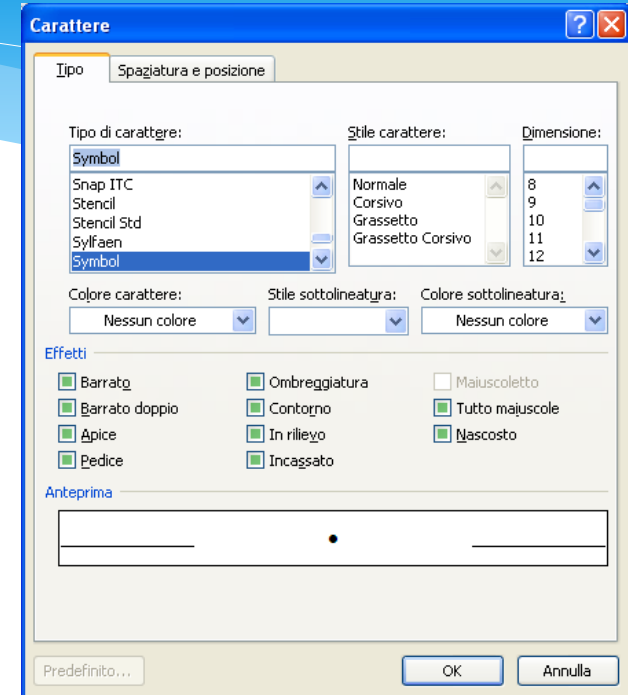 Carattere
Tipo Spaziatura e posizione
Tipo di carattere: Stile carattere: Dimensione:
Symbol
Snap ITC Normale 8
Stencil Corsivo 9
Stencil Std Grassetto 10
Sylfaen Grassetto Corsivo 11
Symbol 12
Colore carattere: Stile sottolineatura: Colore sottolineatura:
Nessun colore Nessun colore
Effetti
Barrato Ombreggiatura Maiuscoletto
Barrato doppio Contorno Tutto maiuscole
Apice In rilievo Nascosto
Pedice Incassato
Anteprima
Predefinito... OK Annulla